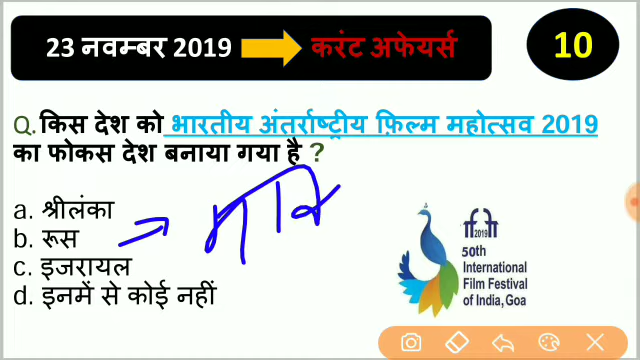 23 नवम्बर 2019
करंट अफेयर्स
10
Q. किस देश को भारतीय अंतर्राष्ट्रीय फ़िल्म महोत्सव 2019
का फोकस देश बनाया गया है ?
a. श्रीलंका
b. रूस
c. इजरायल
d. इनमें से कोई नहीं
2019
50th
International
Film Festival
of India, Goa